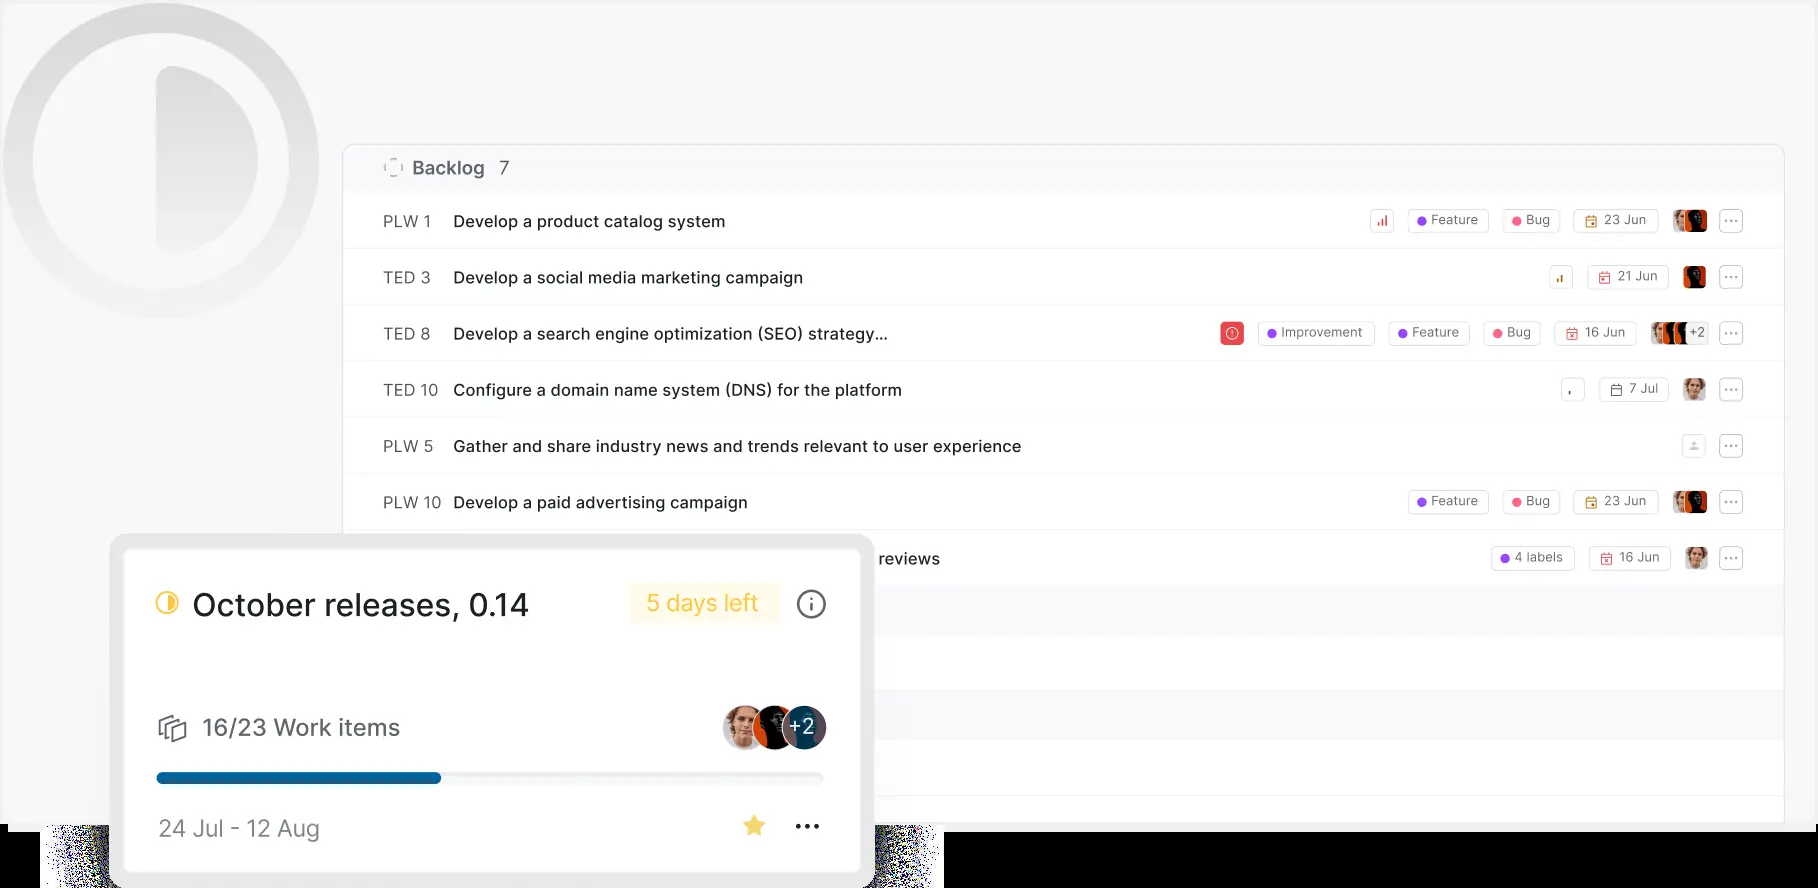 Backlog 7
PLW 1 Develop a product catalog system Feature Bug 23 Jun
TED 3 Develop a social media marketing campaign 21 Jun
TED 8 Develop a search engine optimization (SEO) strategy... Improvement Feature Bug 16 Jun +2
TED 10 Configure a domain name system (DNS) for the platform 7 Jul
PLW 5 Gather and share industry news and trends relevant to user experience
PLW 10 Develop a paid advertising campaign Feature Bug 23 Jun
reviews 4 labels 16 Jun
October releases, 0.14 5 days left
16/23 Work items +2
24 Jul - 12 Aug